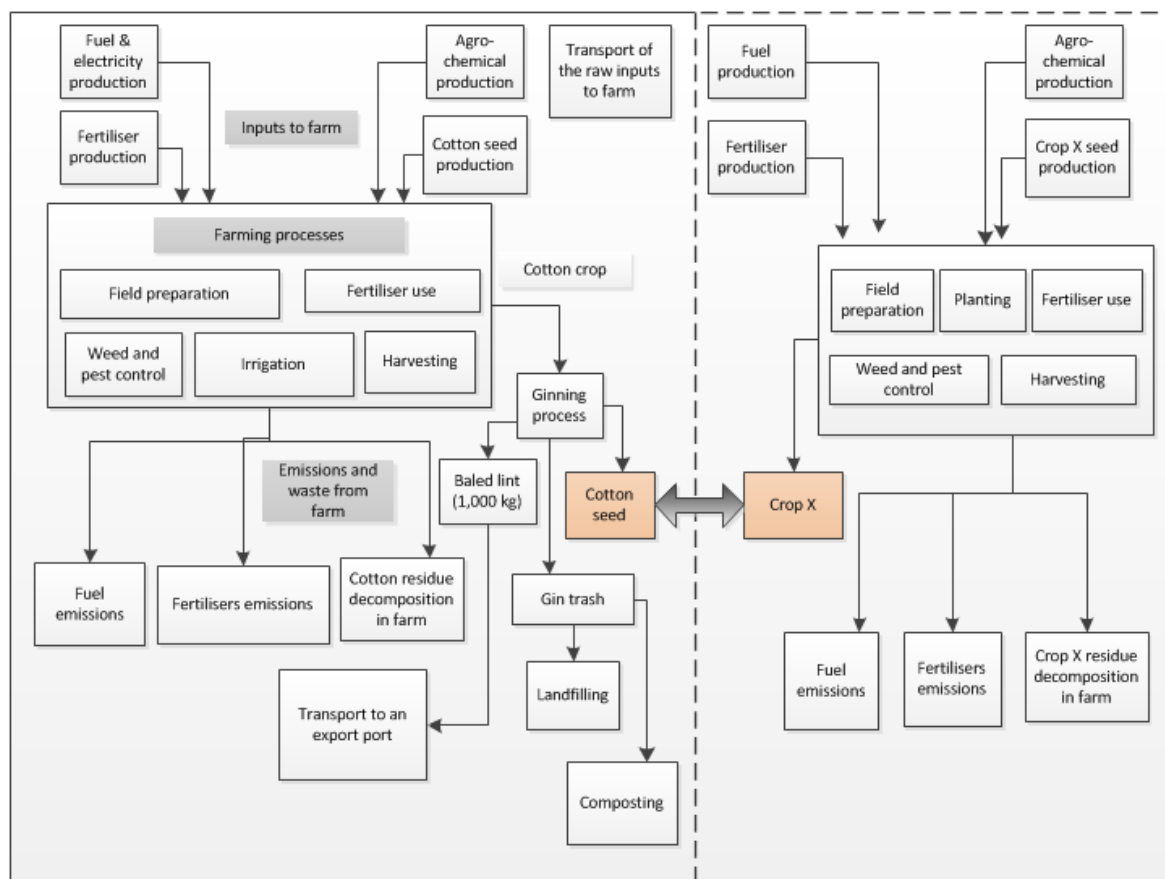 Fuel &
electricity
production
Agro-
chemical
production
Transport of
the raw inputs
to farm
Inputs to farm
Fertiliser
production
Cotton seed
production
Farming processes
Field preparation
Fertiliser use
Weed and
pest control
Irrigation
Harvesting
Cotton crop
Ginning
process
Emissions and
waste from
farm
Baled lint
(1,000 kg)
Cotton
seed
Fuel
emissions
Fertilisers emissions
Cotton residue
decomposition
in farm
Gin trash
Landfilling
Transport to an
export port
Composting
Fuel
production
Agro-
chemical
production
Fertiliser
production
Crop X seed
production
Field
preparation
Planting
Fertiliser use
Weed and pest
control
Harvesting
Crop X
Fuel
emissions
Fertilisers
emissions
Crop X residue
decomposition
in farm